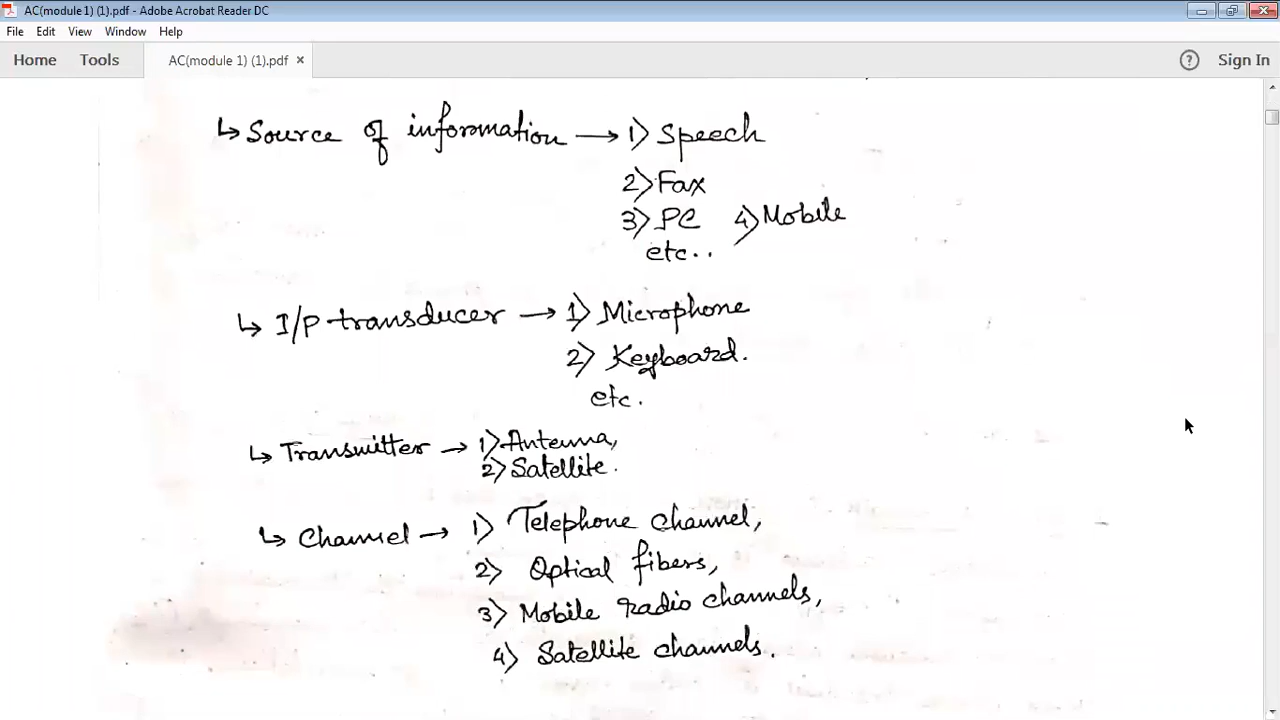 AC(module 1) (1).pdf - Adobe Acrobat Reader DC
File Edit View Window Help
Home Tools AC(module 1) (1).pdf × ? Sign In
↳ Source of information → 1) Speech
2) Fax
3) PC 4) Mobile
etc..
↳ I/P transducer → 1) Microphone
2) Keyboard.
etc.
↳ Transmitter → 1) Antenna,
2) Satellite.
↳ Channel → 1) Telephone channel,
2) Optical fibers,
3) Mobile radio channels,
4) Satellite channels.